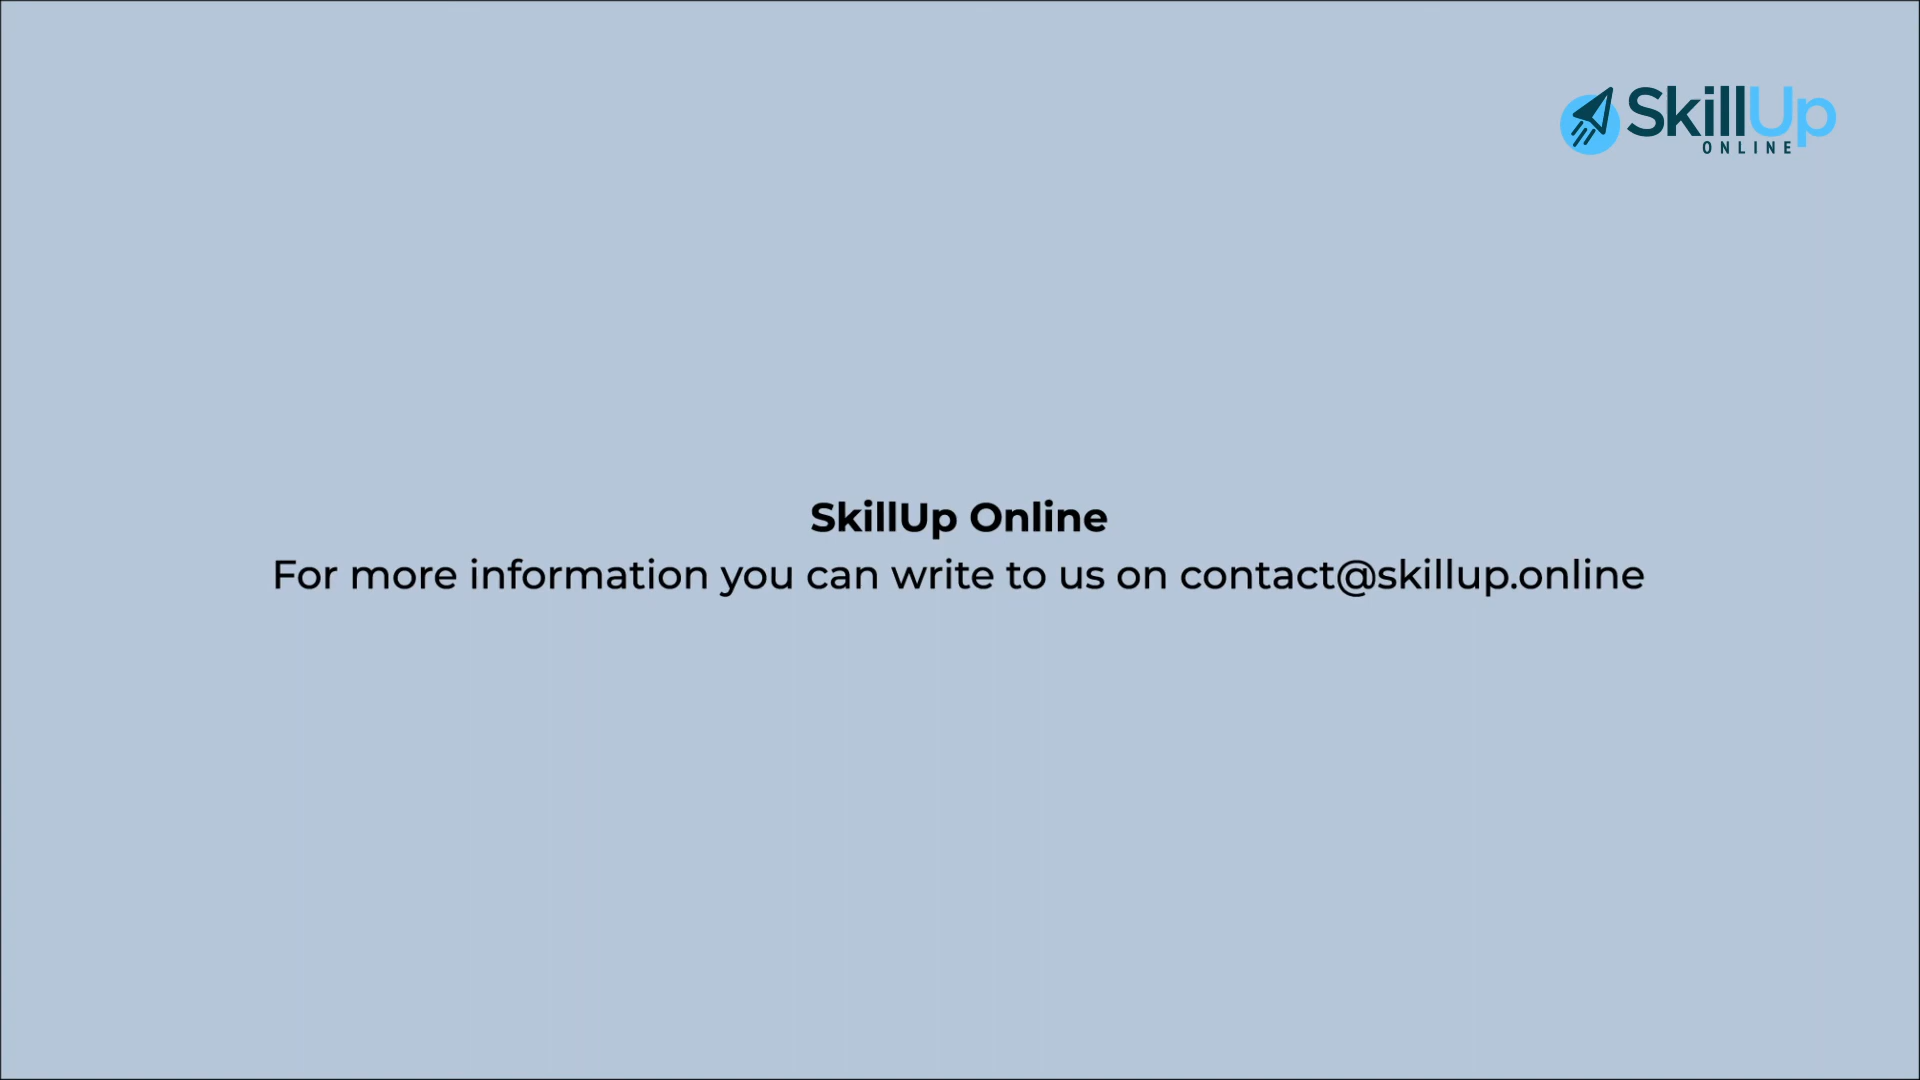 SkillUp
ONLINE
SkillUp Online
For more information you can write to us on contact@skillup.online